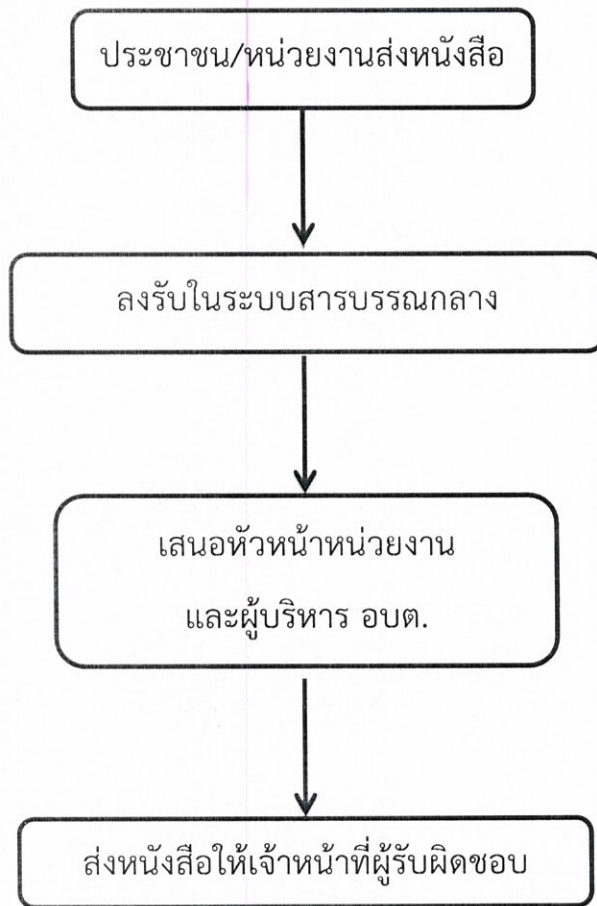 ประชาชน/หน่วยงานส่งหนังสือ
ลงรับในระบบสารบรรณกลาง
เสนอหัวหน้าหน่วยงาน
และผู้บริหาร อบต.
ส่งหนังสือให้เจ้าหน้าที่ผู้รับผิดชอบ